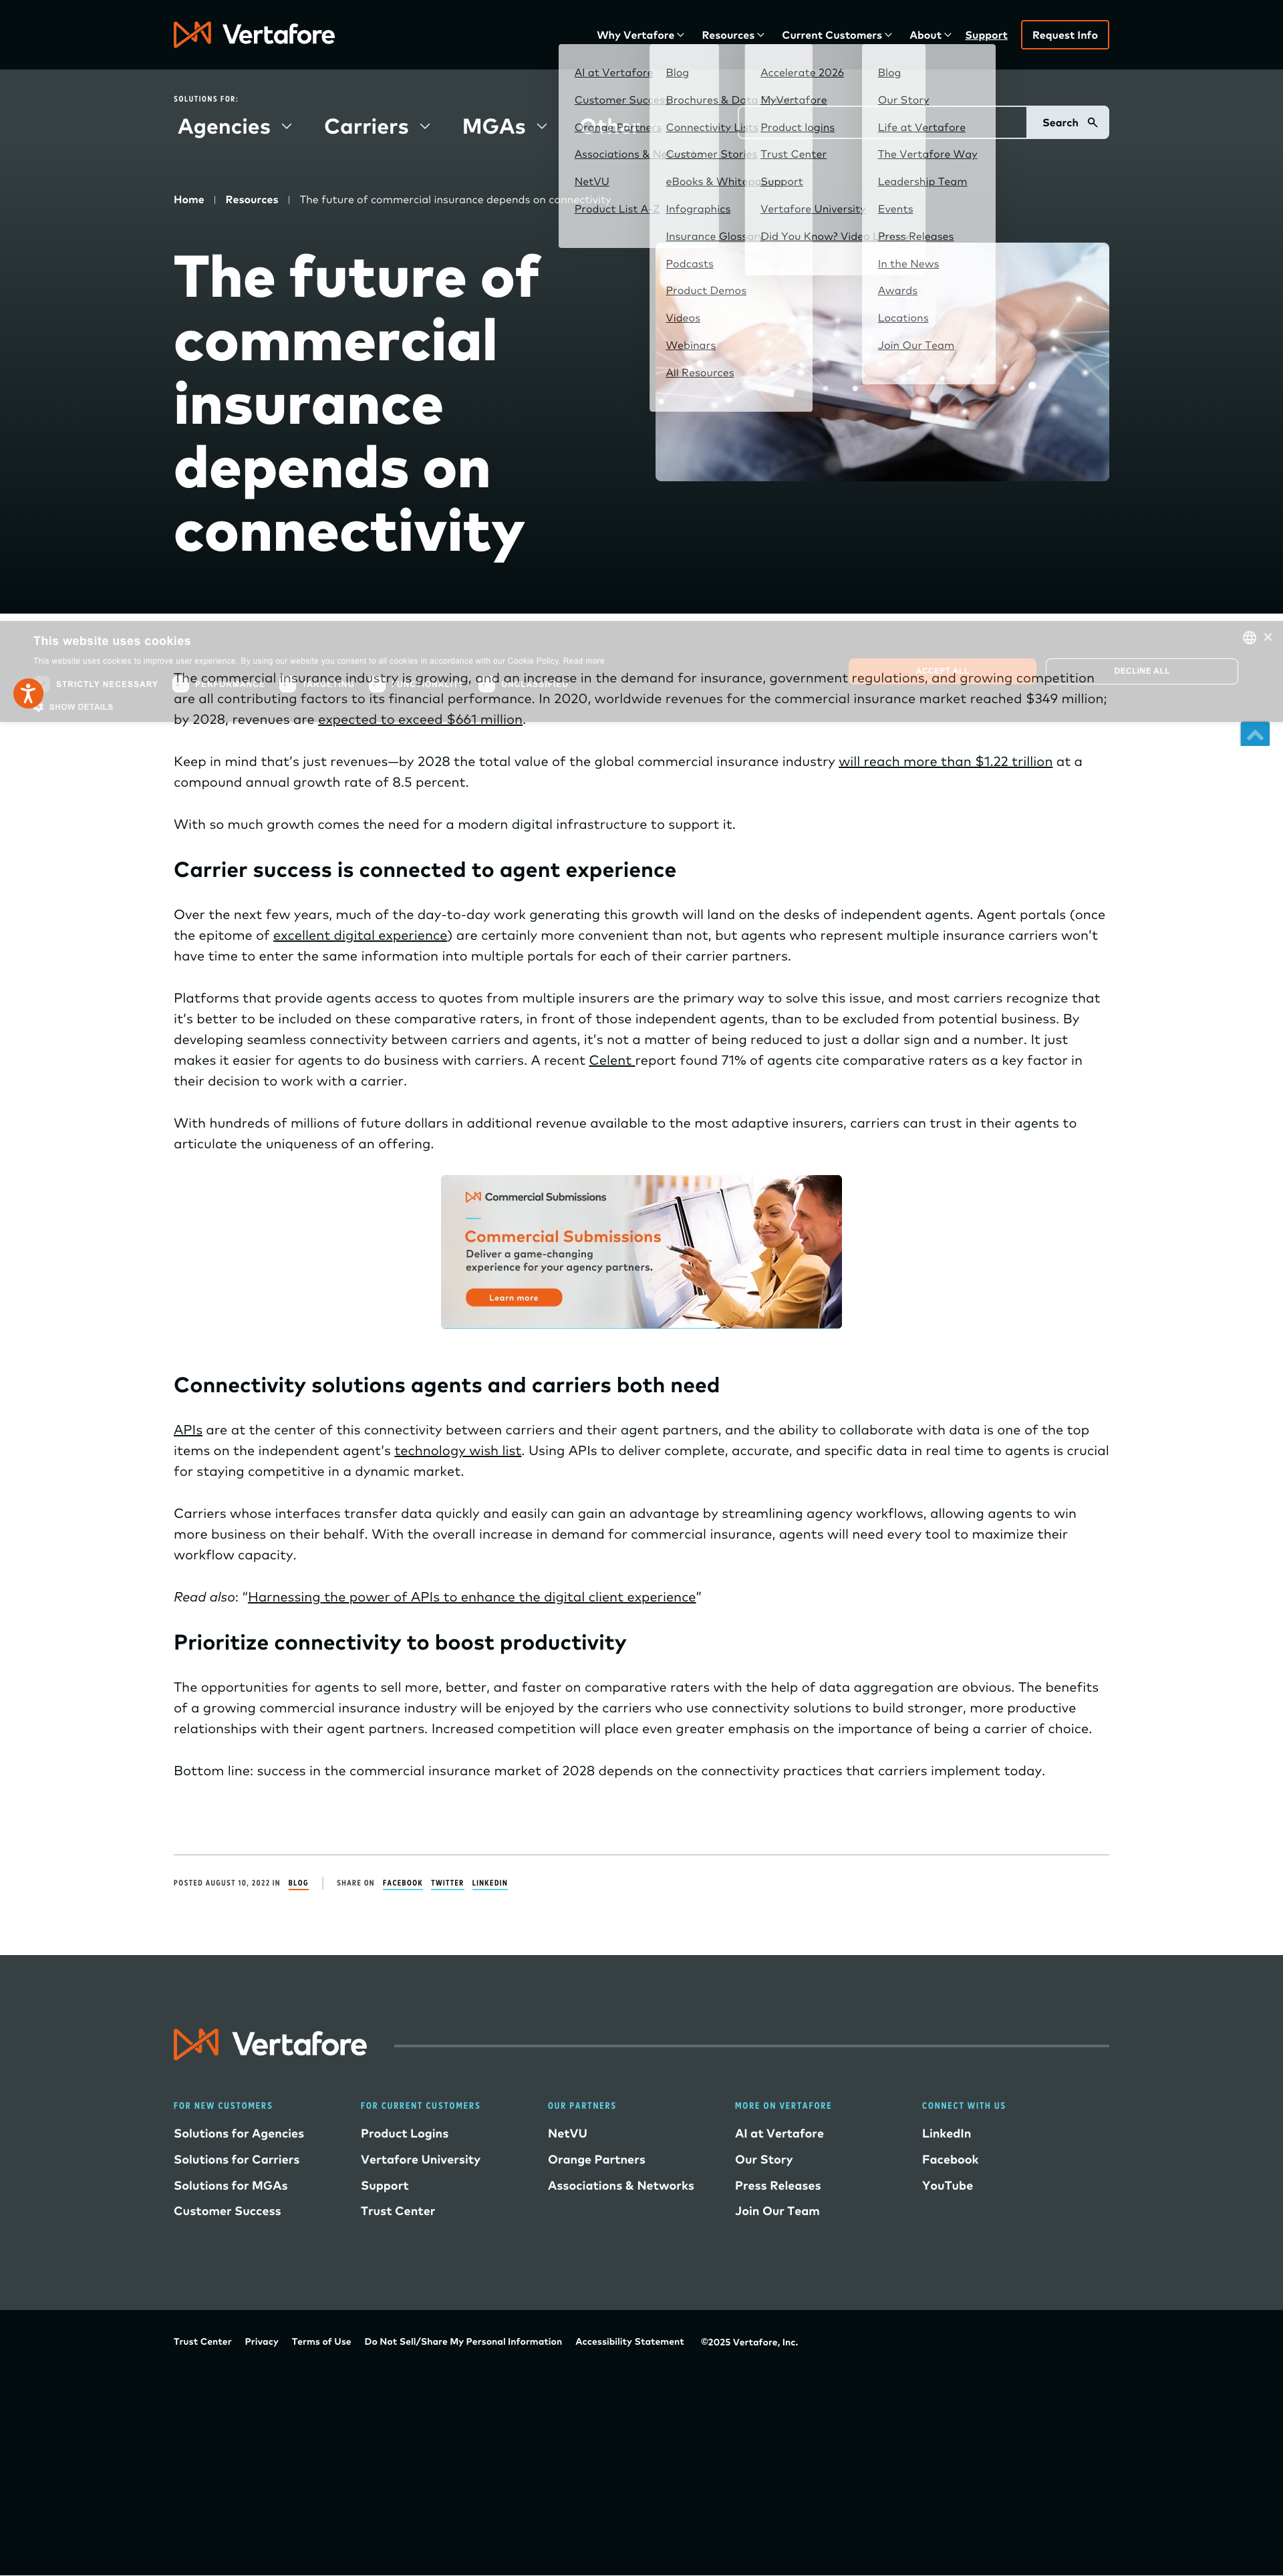 Vertafore
Why Vertafore
Resources
Current Customers
About
Support
Request Info
AI at Vertafore
Customer Success
Orange Partners
Associations &
NetVU
Product List A-Z
Blog
Brochures & Data
Connectivity Lists
Customer Stories
eBooks &
Infographics
Insurance Glossary
Podcasts
Product Demos
Videos
Webinars
All Resources
Accelerate 2026
MyVertafore
Product logins
Trust Center
Support
Vertafore University
Did You Know? Video
Blog
Our Story
Life at Vertafore
The Vertafore Way
Leadership Team
Events
Press Releases
In the News
Awards
Locations
Join Our Team
SOLUTIONS FOR:
Agencies
Carriers
MGAs
Other
Search
Home | Resources | The future of commercial insurance depends on connectivity
The future of
commercial
insurance
depends on
connectivity
This website uses cookies
This website uses cookies to improve user experience. By using our website you consent to all cookies in accordance with our Cookie Policy. Read more
STRICTLY NECESSARY
PERFORMANCE
TARGETING
FUNCTIONALITY
UNCLASSIFIED
SHOW DETAILS
ACCEPT ALL
DECLINE ALL
The commercial insurance industry is growing, and an increase in the demand for insurance, government regulations, and growing competition
are all contributing factors to its financial performance. In 2020, worldwide revenues for the commercial insurance market reached $349 million;
by 2028, revenues are expected to exceed $661 million.
Keep in mind that’s just revenues—by 2028 the total value of the global commercial insurance industry will reach more than $1.22 trillion at a
compound annual growth rate of 8.5 percent.
With so much growth comes the need for a modern digital infrastructure to support it.
Carrier success is connected to agent experience
Over the next few years, much of the day-to-day work generating this growth will land on the desks of independent agents. Agent portals (once
the epitome of excellent digital experience) are certainly more convenient than not, but agents who represent multiple insurance carriers won’t
have time to enter the same information into multiple portals for each of their carrier partners.
Platforms that provide agents access to quotes from multiple insurers are the primary way to solve this issue, and most carriers recognize that
it’s better to be included on these comparative raters, in front of those independent agents, than to be excluded from potential business. By
developing seamless connectivity between carriers and agents, it’s not a matter of being reduced to just a dollar sign and a number. It just
makes it easier for agents to do business with carriers. A recent Celent report found 71% of agents cite comparative raters as a key factor in
their decision to work with a carrier.
With hundreds of millions of future dollars in additional revenue available to the most adaptive insurers, carriers can trust in their agents to
articulate the uniqueness of an offering.
Commercial Submissions
Commercial Submissions
Deliver a game-changing
experience for your agency partners.
Learn more
Connectivity solutions agents and carriers both need
APIs are at the center of this connectivity between carriers and their agent partners, and the ability to collaborate with data is one of the top
items on the independent agent’s technology wish list. Using APIs to deliver complete, accurate, and specific data in real time to agents is crucial
for staying competitive in a dynamic market.
Carriers whose interfaces transfer data quickly and easily can gain an advantage by streamlining agency workflows, allowing agents to win
more business on their behalf. With the overall increase in demand for commercial insurance, agents will need every tool to maximize their
workflow capacity.
Read also: “Harnessing the power of APIs to enhance the digital client experience”
Prioritize connectivity to boost productivity
The opportunities for agents to sell more, better, and faster on comparative raters with the help of data aggregation are obvious. The benefits
of a growing commercial insurance industry will be enjoyed by the carriers who use connectivity solutions to build stronger, more productive
relationships with their agent partners. Increased competition will place even greater emphasis on the importance of being a carrier of choice.
Bottom line: success in the commercial insurance market of 2028 depends on the connectivity practices that carriers implement today.
POSTED AUGUST 10, 2022 IN BLOG | SHARE ON FACEBOOK TWITTER LINKEDIN
Vertafore
FOR NEW CUSTOMERS
Solutions for Agencies
Solutions for Carriers
Solutions for MGAs
Customer Success
FOR CURRENT CUSTOMERS
Product Logins
Vertafore University
Support
Trust Center
OUR PARTNERS
NetVU
Orange Partners
Associations & Networks
MORE ON VERTAFORE
AI at Vertafore
Our Story
Press Releases
Join Our Team
CONNECT WITH US
LinkedIn
Facebook
YouTube
Trust Center Privacy Terms of Use Do Not Sell/Share My Personal Information Accessibility Statement ©2025 Vertafore, Inc.